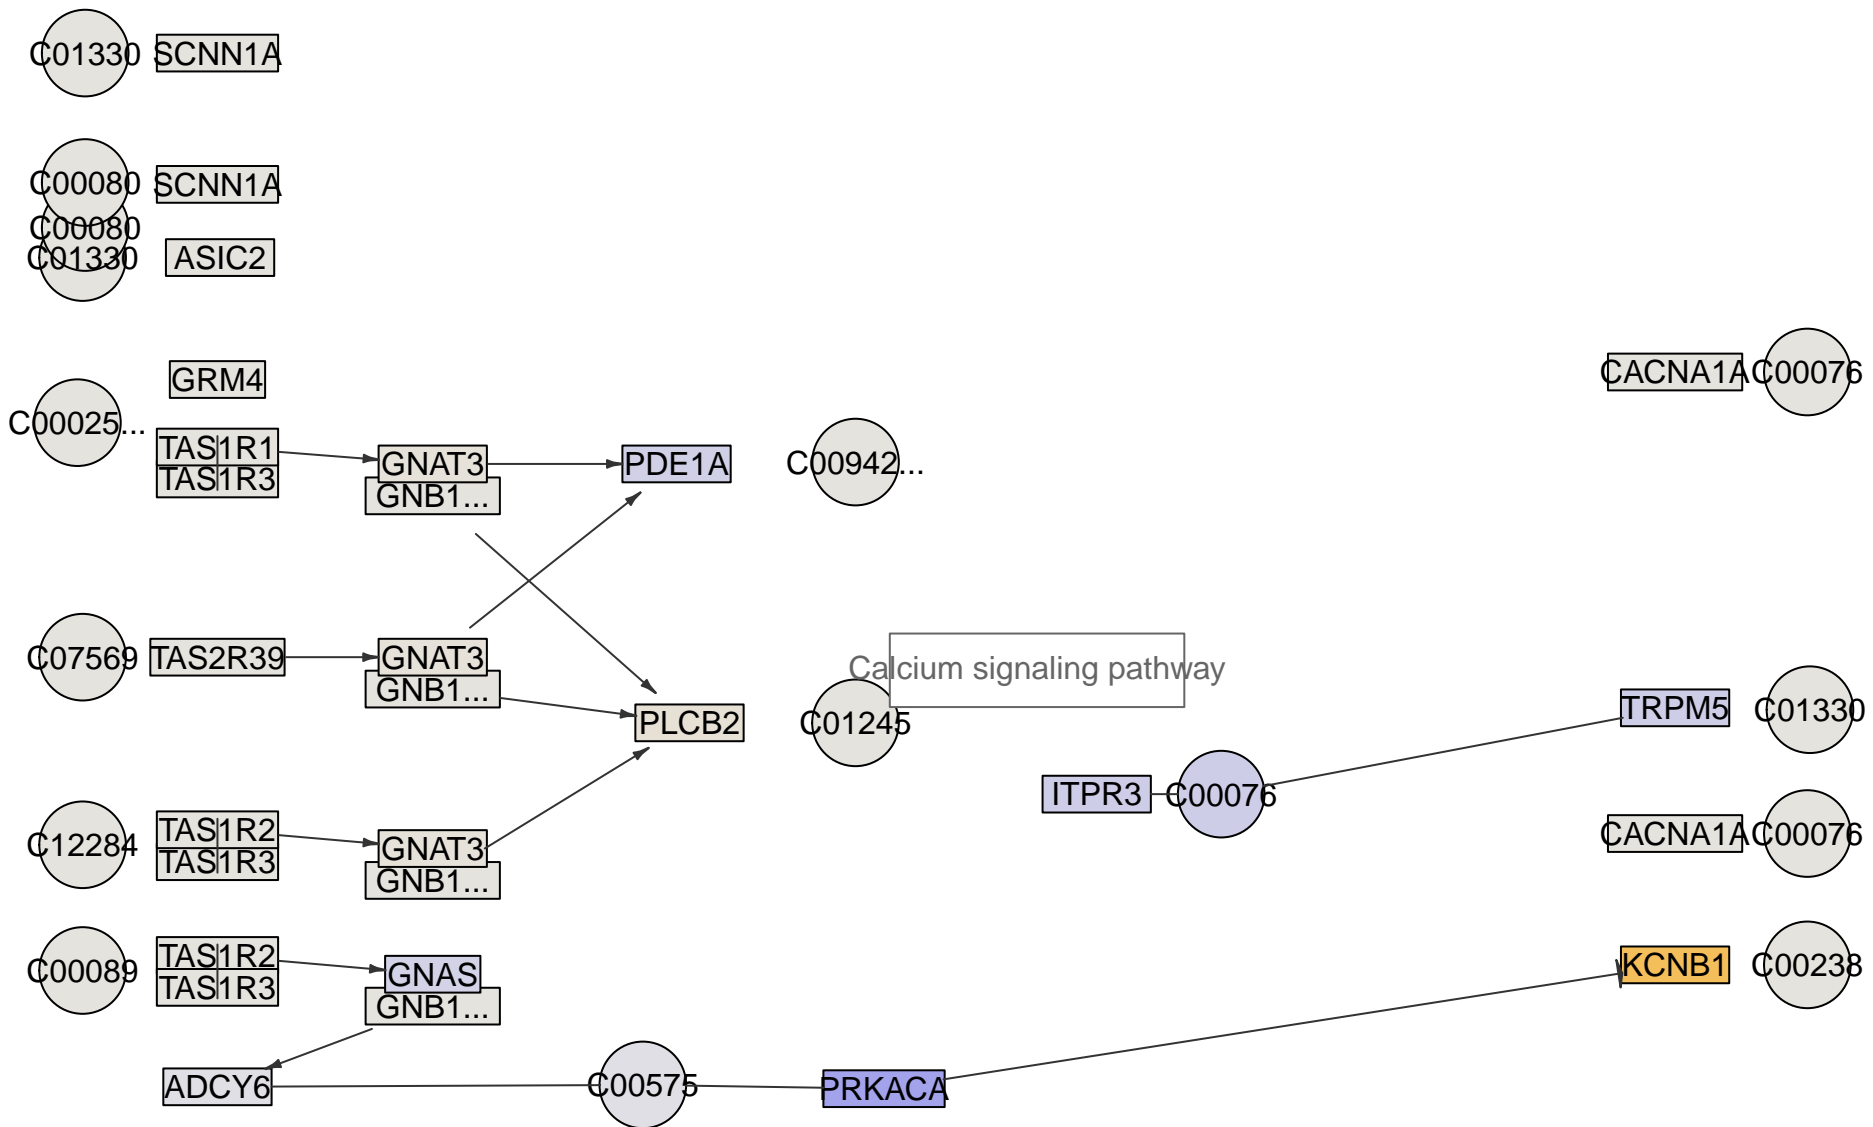 C01330 SCNN1A
C00080 SCNN1A
C00080
C01330 ASIC2
GRM4
CACNA1A C00076
C00025...
TAS1R1
GNAT3 PDE1A C00942...
TAS1R3
GNB1...
C07569 TAS2R39 GNAT3
Calcium signaling pathway
GNB1...
PLCB2 C01245
TRPM5 C01330
ITPR3 C00076
TAS1R2
CACNA1A C00076
C12284
GNAT3
TAS1R3
GNB1...
TAS1R2
KCNB1 C00238
C00089
GNAS
TAS1R3
GNB1...
ADCY6 C00575 PRKACA